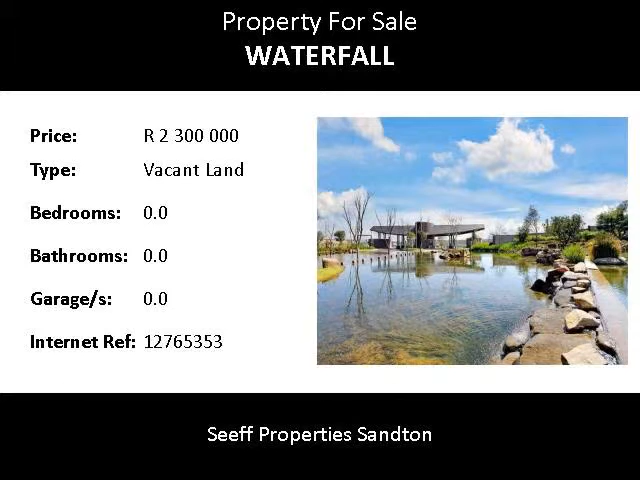 Property For Sale
WATERFALL
Price: R 2 300 000
Type: Vacant Land
Bedrooms: 0.0
Bathrooms: 0.0
Garage/s: 0.0
Internet Ref: 12765353
Seeff Properties Sandton